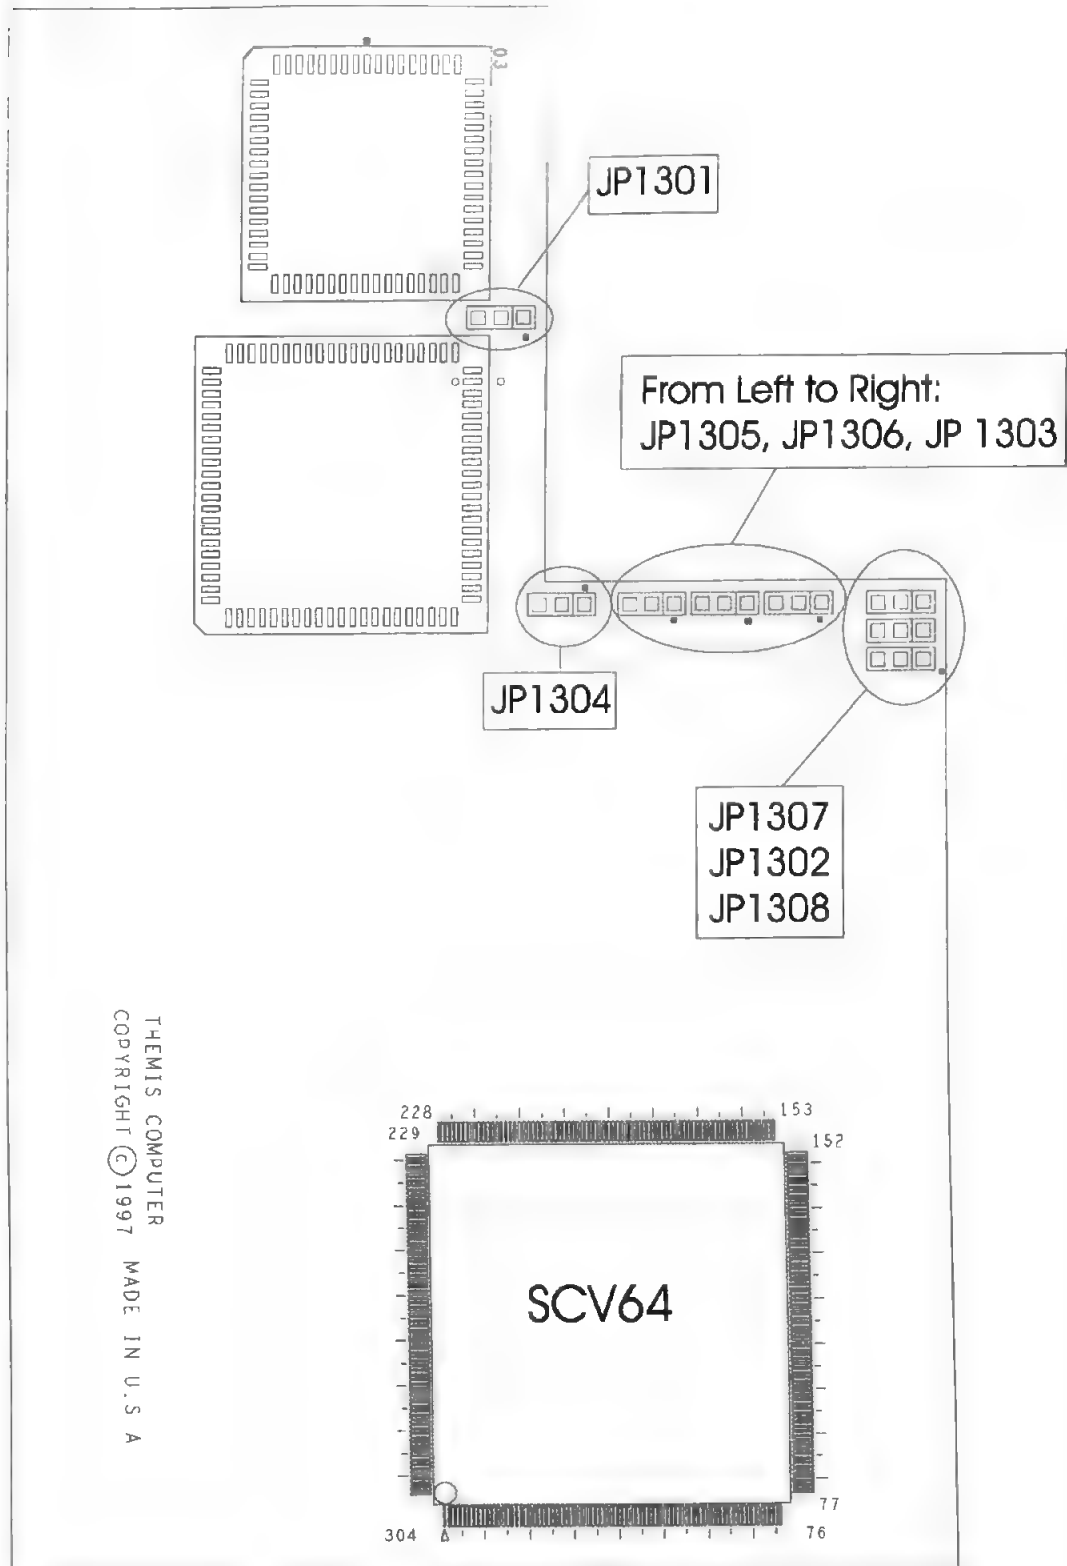 03
JP1301
From Left to Right:
JP1305, JP1306, JP 1303
JP1304
JP1307
JP1302
JP1308
THEMIS COMPUTER
COPYRIGHT ©1997 MADE IN U.S A
228
153
229
152
SCV64
77
304
76